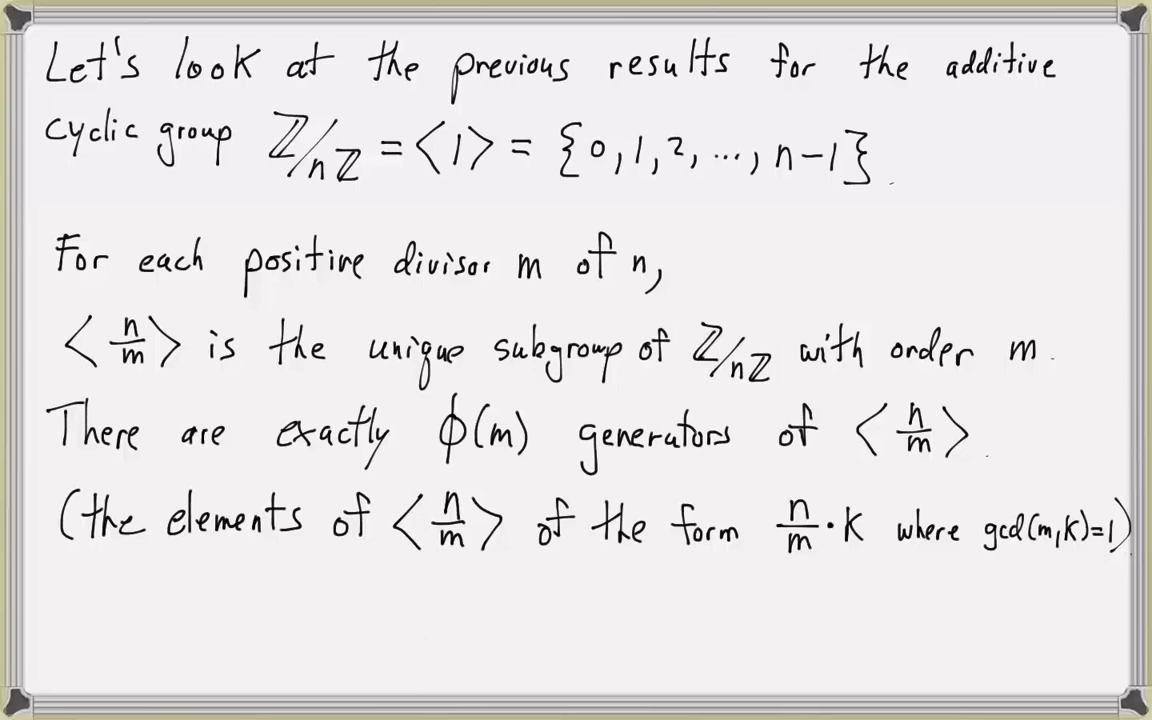 Let's look at the previous results for the additive
cyclic group ℤ/nℤ = ⟨1⟩ = {0, 1, 2, ..., n-1}.
For each positive divisor m of n,
⟨n/m⟩ is the unique subgroup of ℤ/nℤ with order m.
There are exactly ϕ(m) generators of ⟨n/m⟩.
(the elements of ⟨n/m⟩ of the form n/m · k where gcd(m,k)=1)